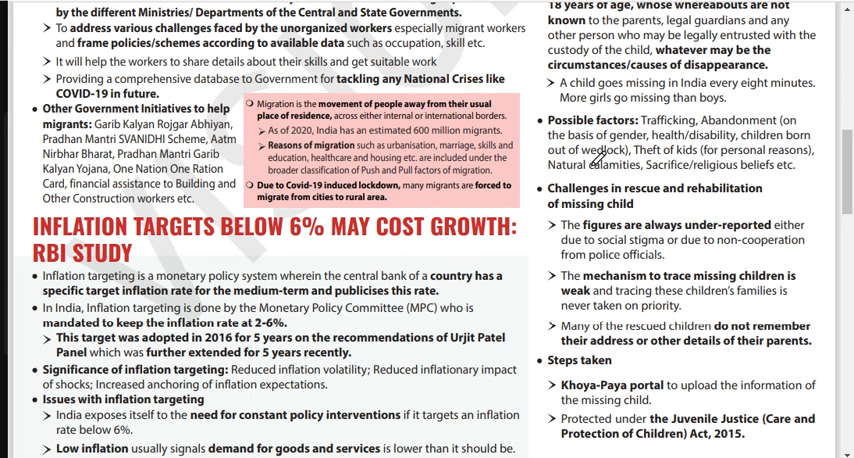 by the different Ministries/ Departments of the Central and State Governments.
➤ To address various challenges faced by the unorganized workers especially migrant workers
and frame policies/schemes according to available data such as occupation, skill etc.
➤ It will help the workers to share details about their skills and get suitable work
➤ Providing a comprehensive database to Government for tackling any National Crises like
COVID-19 in future.
• Other Government Initiatives to help
migrants: Garib Kalyan Rojgar Abhiyan,
Pradhan Mantri SVANIDHI Scheme, Aatm
Nirbhar Bharat, Pradhan Mantri Garib
Kalyan Yojana, One Nation One Ration
Card, financial assistance to Building and
Other Construction workers etc.
Migration is the movement of people away from their usual
place of residence, across either internal or international borders.
➤ As of 2020, India has an estimated 600 million migrants.
➤ Reasons of migration such as urbanisation, marriage, skills and
education, healthcare and housing etc. are included under the
broader classification of Push and Pull factors of migration.
Due to Covid-19 induced lockdown, many migrants are forced to
migrate from cities to rural area.
INFLATION TARGETS BELOW 6% MAY COST GROWTH:
RBI STUDY
• Inflation targeting is a monetary policy system wherein the central bank of a country has a
specific target inflation rate for the medium-term and publicises this rate.
• In India, Inflation targeting is done by the Monetary Policy Committee (MPC) who is
mandated to keep the inflation rate at 2-6%.
➤ This target was adopted in 2016 for 5 years on the recommendations of Urjit Patel
Panel which was further extended for 5 years recently.
• Significance of inflation targeting: Reduced inflation volatility; Reduced inflationary impact
of shocks; Increased anchoring of inflation expectations.
• Issues with inflation targeting
➤ India exposes itself to the need for constant policy interventions if it targets an inflation
rate below 6%.
➤ Low inflation usually signals demand for goods and services is lower than it should be.
18 years of age, whose whereabouts are not
known to the parents, legal guardians and any
other person who may be legally entrusted with the
custody of the child, whatever may be the
circumstances/causes of disappearance.
➤ A child goes missing in India every eight minutes.
More girls go missing than boys.
• Possible factors: Trafficking, Abandonment (on
the basis of gender, health/disability, children born
out of wedlock), Theft of kids (for personal reasons),
Natural calamities, Sacrifice/religious beliefs etc.
• Challenges in rescue and rehabilitation
of missing child
➤ The figures are always under-reported either
due to social stigma or due to non-cooperation
from police officials.
➤ The mechanism to trace missing children is
weak and tracing these children's families is
never taken on priority.
➤ Many of the rescued children do not remember
their address or other details of their parents.
• Steps taken
➤ Khoya-Paya portal to upload the information of
the missing child.
➤ Protected under the Juvenile Justice (Care and
Protection of Children) Act, 2015.